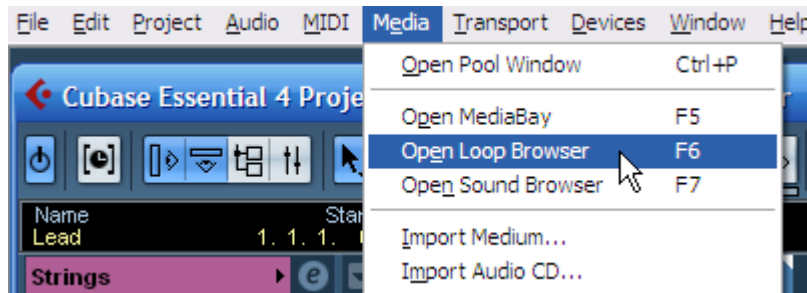 File Edit Project Audio MIDI Media Transport Devices Window Help
Open Pool Window Ctrl+P
Cubase Essential 4 Proje
Open MediaBay F5
Open Loop Browser F6
Open Sound Browser F7
Name Star
Lead 1. 1. 1.
Import Medium...
Strings e
Import Audio CD...